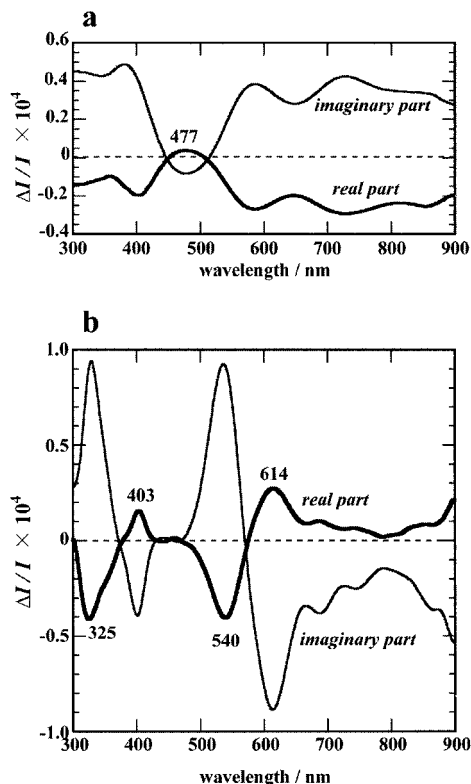 a
0.6
0.4
0.2
0
-0.2
0.4
ΔI/I × 10⁴
477
imaginary part
real part
300 400 500 600 700 800 900
wavelength / nm
b
1.0
0.5
0
-0.5
-1.0
ΔI/I × 10⁴
403
614
real part
325
540
imaginary part
300 400 500 600 700 800 900
wavelength / nm